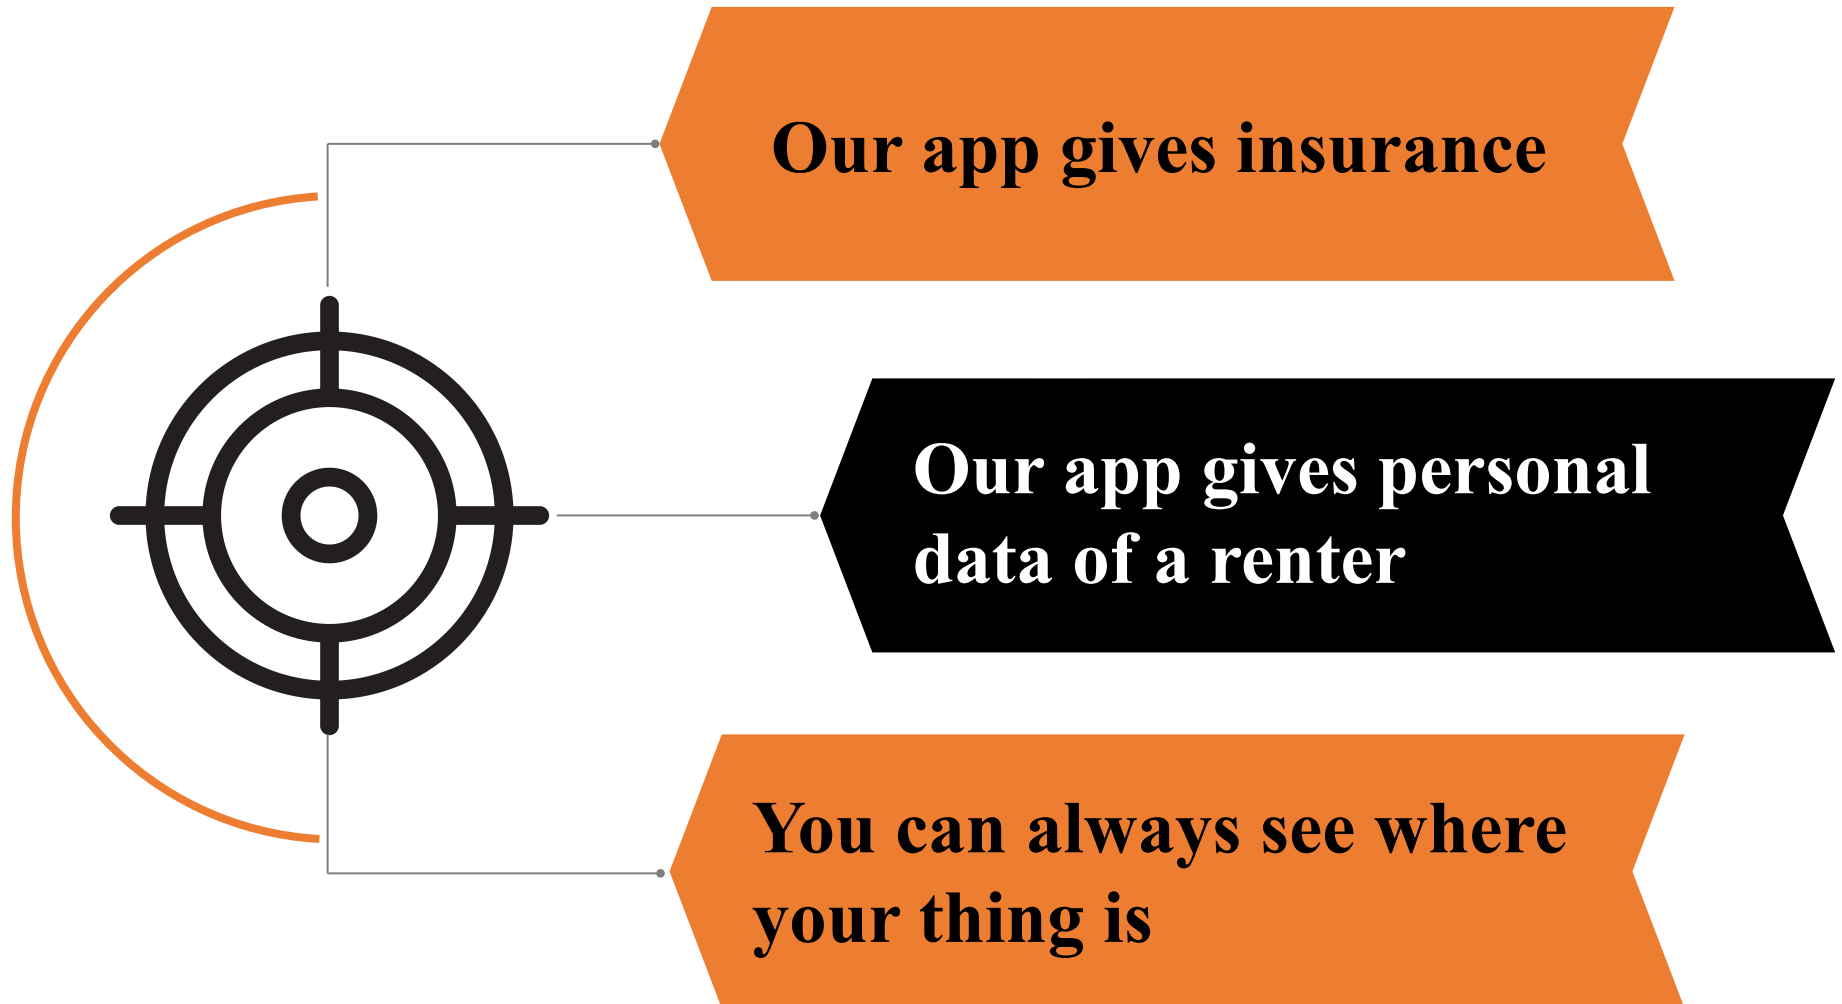 Our app gives insurance
Our app gives personal
data of a renter
You can always see where
your thing is